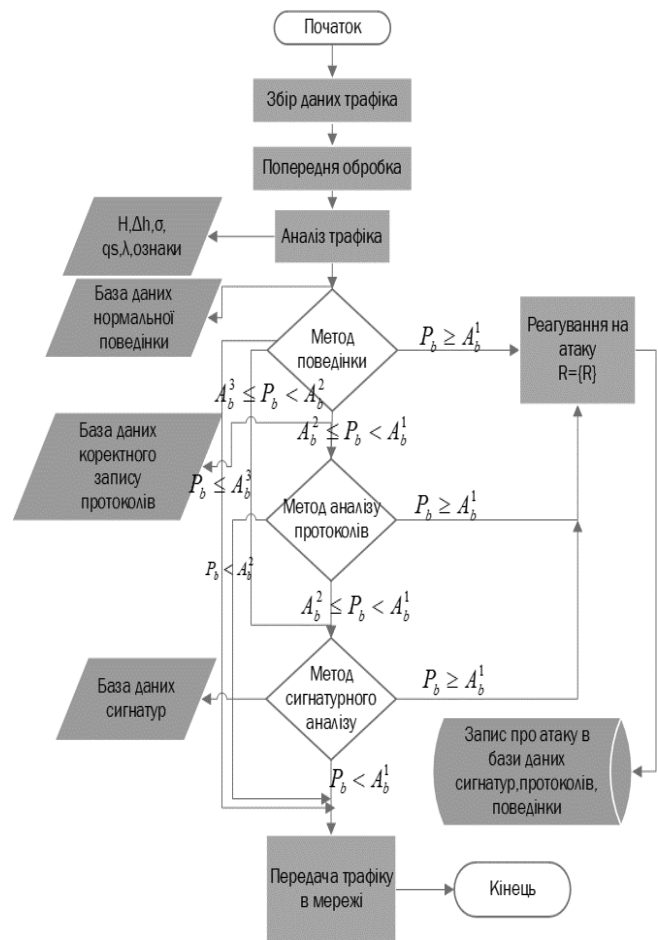 Початок
Збір даних трафіка
Попередня обробка
Н,Δh,σ,
qs,λ,ознаки
Аналіз трафіка
База даних
нормальної
поведінки
Метод
поведінки
P_b ≥ A_b^1
Реагування на
атаку
R={R}
A_b^3 ≤ P_b < A_b^2
A_b^2 ≤ P_b < A_b^1
База даних
коректного
запису
протоколів
P_b ≤ A_b^3
Метод аналізу
протоколів
P_b ≥ A_b^1
P_b < A_b^2
A_b^2 ≤ P_b < A_b^1
База даних
сигнатур
Метод
сигнатурного
аналізу
P_b ≥ A_b^1
P_b < A_b^1
Запис про атаку в
бази даних
сигнатур,протоколів,
поведінки
Передача трафіку
в мережі
Кінець